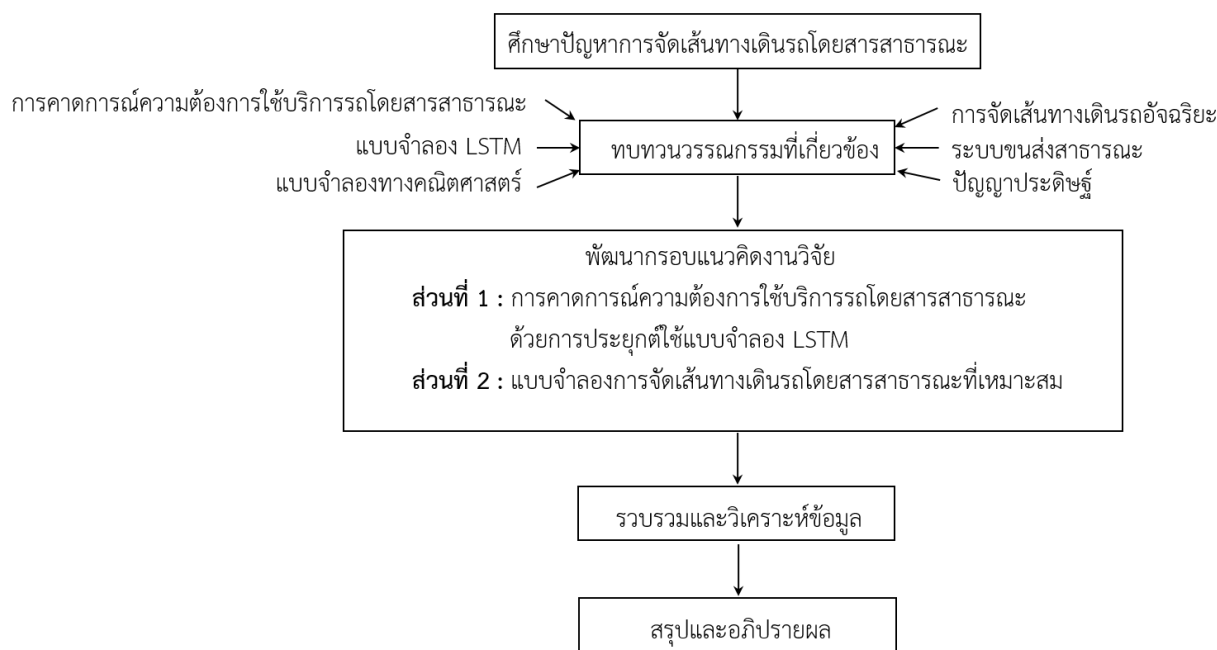 ศึกษาปัญหาการจัดเส้นทางเดินรถโดยสารสาธารณะ
การคาดการณ์ความต้องการใช้บริการรถโดยสารสาธารณะ
แบบจำลอง LSTM
แบบจำลองทางคณิตศาสตร์
ทบทวนวรรณกรรมที่เกี่ยวข้อง
การจัดเส้นทางเดินรถอัจฉริยะ
ระบบขนส่งสาธารณะ
ปัญญาประดิษฐ์
พัฒนากรอบแนวคิดงานวิจัย
ส่วนที่ 1 : การคาดการณ์ความต้องการใช้บริการรถโดยสารสาธารณะ
ด้วยการประยุกต์ใช้แบบจำลอง LSTM
ส่วนที่ 2 : แบบจำลองการจัดเส้นทางเดินรถโดยสารสาธารณะที่เหมาะสม
รวบรวมและวิเคราะห์ข้อมูล
สรุปและอภิปรายผล